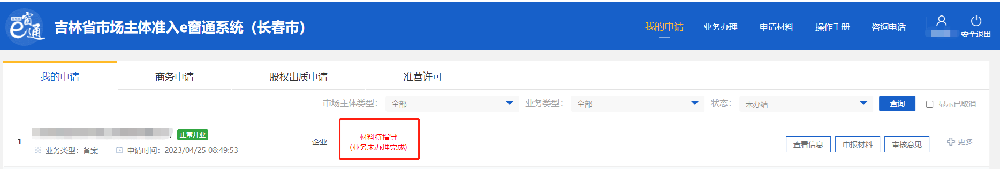 吉林省 e窗通
吉林省市场主体准入e窗通系统（长春市）
我的申请 业务办理 申请材料 操作手册 咨询电话 安全退出
我的申请 商务申请 股权出质申请 准营许可
市场主体类型： 全部 业务类型： 全部 状态： 未办结 查询 显示已取消
1 正常开业
业务类型：备案 申请时间：2023/04/25 08:49:53
企业
材料待指导
(业务未办理完成)
查看信息 申报材料 审核意见 更多